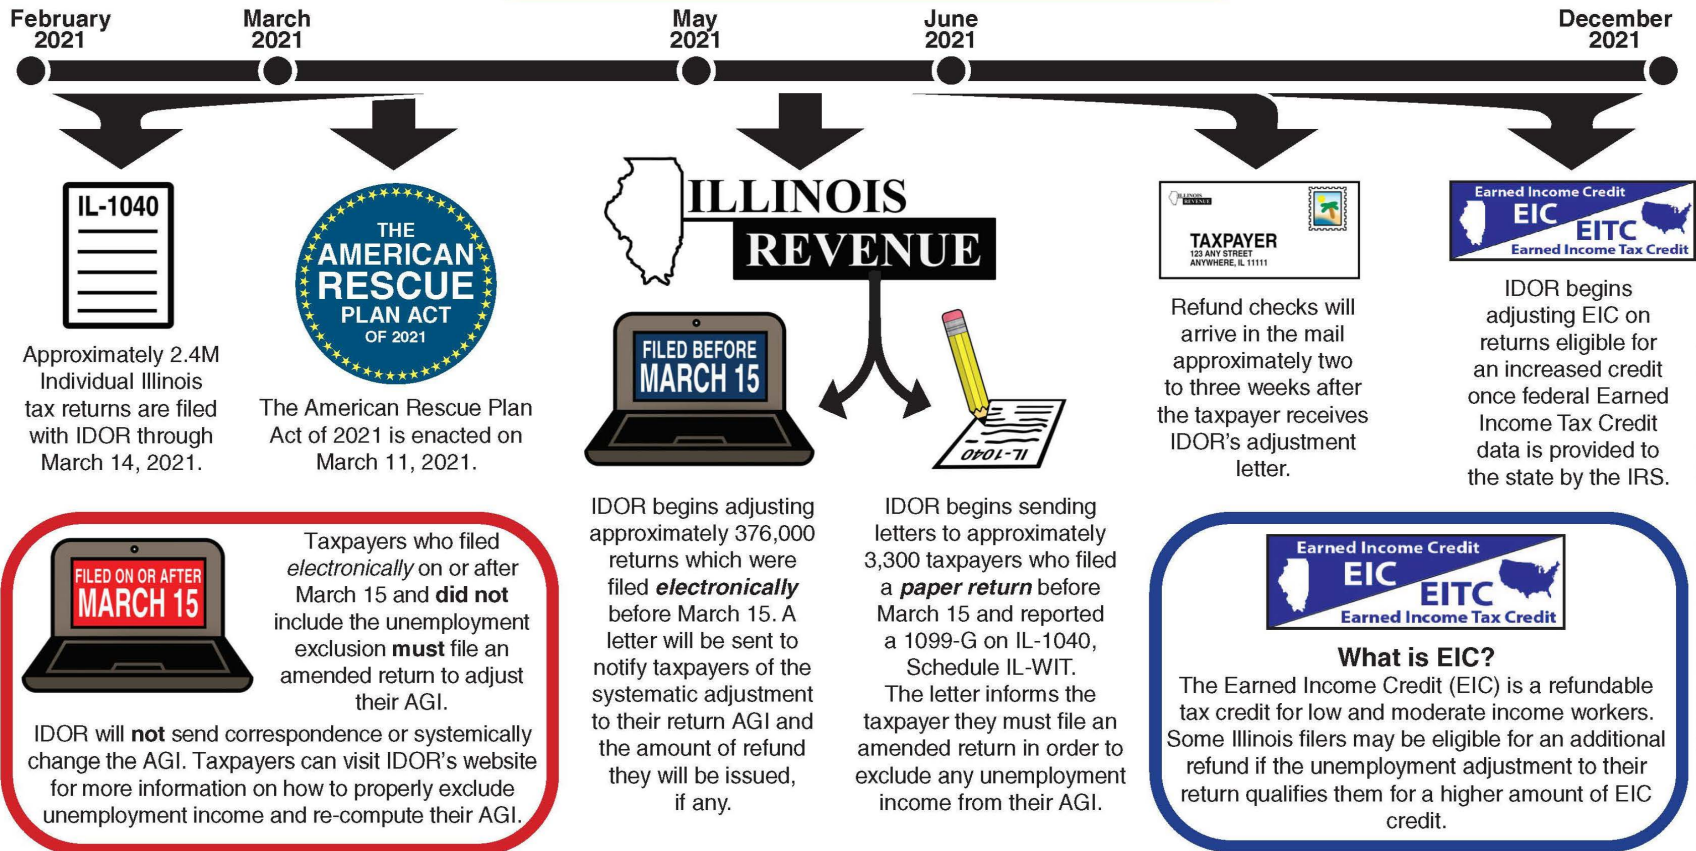 February
2021
March
2021
May
2021
June
2021
December
2021
IL-1040
Approximately 2.4M
Individual Illinois
tax returns are filed
with IDOR through
March 14, 2021.
THE
AMERICAN
RESCUE
PLAN ACT
OF 2021
The American Rescue Plan
Act of 2021 is enacted on
March 11, 2021.
ILLINOIS
REVENUE
FILED BEFORE
MARCH 15
IDOR begins adjusting
approximately 376,000
returns which were
filed electronically
before March 15. A
letter will be sent to
notify taxpayers of the
systematic adjustment
to their return AGI and
the amount of refund
they will be issued,
if any.
IL-1040
IDOR begins sending
letters to approximately
3,300 taxpayers who filed
a paper return before
March 15 and reported
a 1099-G on IL-1040,
Schedule IL-WIT.
The letter informs the
taxpayer they must file an
amended return in order to
exclude any unemployment
income from their AGI.
ILLINOIS
REVENUE
TAXPAYER
123 ANY STREET
ANYWHERE, IL 11111
Refund checks will
arrive in the mail
approximately two
to three weeks after
the taxpayer receives
IDOR's adjustment
letter.
Earned Income Credit
EIC
EITC
Earned Income Tax Credit
IDOR begins
adjusting EIC on
returns eligible for
an increased credit
once federal Earned
Income Tax Credit
data is provided to
the state by the IRS.
FILED ON OR AFTER
MARCH 15
Taxpayers who filed
electronically on or after
March 15 and did not
include the unemployment
exclusion must file an
amended return to adjust
their AGI.
IDOR will not send correspondence or systemically
change the AGI. Taxpayers can visit IDOR's website
for more information on how to properly exclude
unemployment income and re-compute their AGI.
Earned Income Credit
EIC
EITC
Earned Income Tax Credit
What is EIC?
The Earned Income Credit (EIC) is a refundable
tax credit for low and moderate income workers.
Some Illinois filers may be eligible for an additional
refund if the unemployment adjustment to their
return qualifies them for a higher amount of EIC
credit.